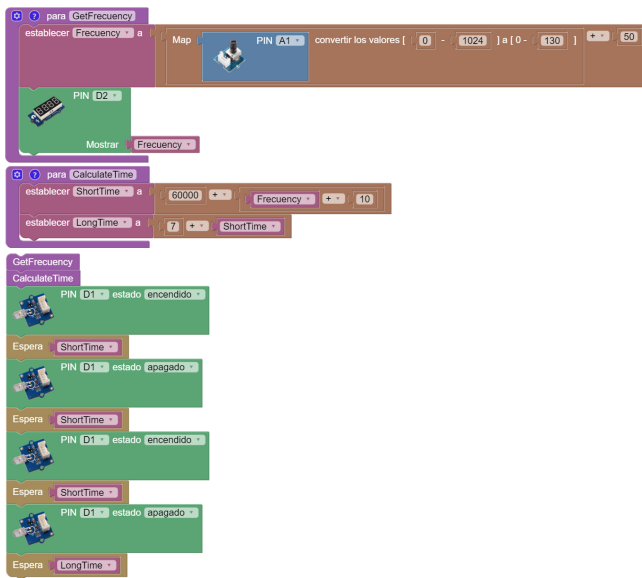 para GetFrecuency
establecer Frecuency a Map PIN A1 convertir los valores [ 0 - 1024 ] a [ 0 - 130 ] + 50
PIN D2
Mostrar Frecuency
para CalculateTime
establecer ShortTime a 60000 + Frecuency + 10
establecer LongTime a 7 + ShortTime
GetFrecuency
CalculateTime
PIN D1 estado encendido
Espera ShortTime
PIN D1 estado apagado
Espera ShortTime
PIN D1 estado encendido
Espera ShortTime
PIN D1 estado apagado
Espera LongTime